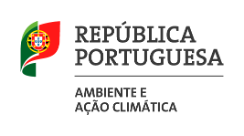 REPÚBLICA
PORTUGUESA
AMBIENTE E
AÇÃO CLIMÁTICA